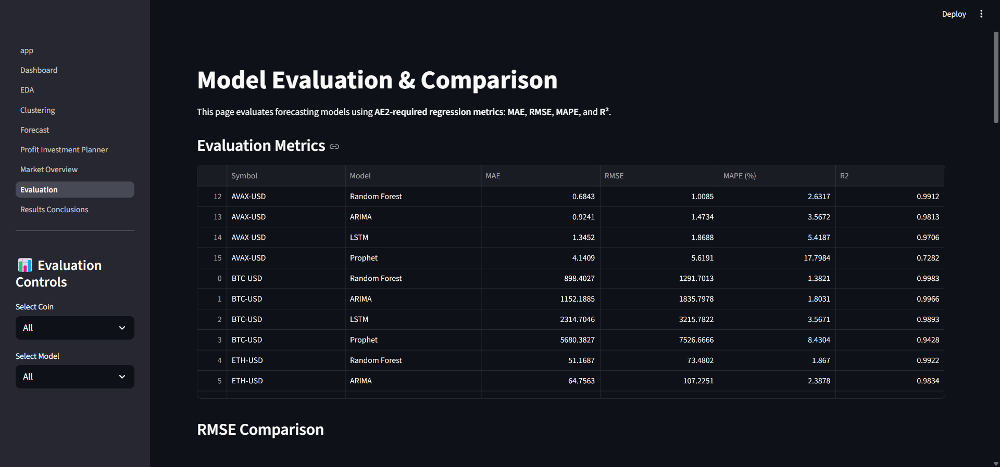 Deploy
app
Dashboard
EDA
Clustering
Forecast
Profit Investment Planner
Market Overview
Evaluation
Results Conclusions
Evaluation
Controls
Select Coin
All
Select Model
All
Model Evaluation & Comparison
This page evaluates forecasting models using AE2-required regression metrics: MAE, RMSE, MAPE, and R².
Evaluation Metrics
Symbol Model MAE RMSE MAPE (%) R2
12 AVAX-USD Random Forest 0.6843 1.0085 2.6317 0.9912
13 AVAX-USD ARIMA 0.9241 1.4734 3.5672 0.9813
14 AVAX-USD LSTM 1.3452 1.8688 5.4187 0.9706
15 AVAX-USD Prophet 4.1409 5.6191 17.7984 0.7282
0 BTC-USD Random Forest 898.4027 1291.7013 1.3821 0.9983
1 BTC-USD ARIMA 1152.1885 1835.7978 1.8031 0.9966
2 BTC-USD LSTM 2314.7046 3215.7822 3.5671 0.9893
3 BTC-USD Prophet 5680.3827 7526.6666 8.4304 0.9428
4 ETH-USD Random Forest 51.1687 73.4802 1.867 0.9922
5 ETH-USD ARIMA 64.7563 107.2251 2.3878 0.9834
RMSE Comparison